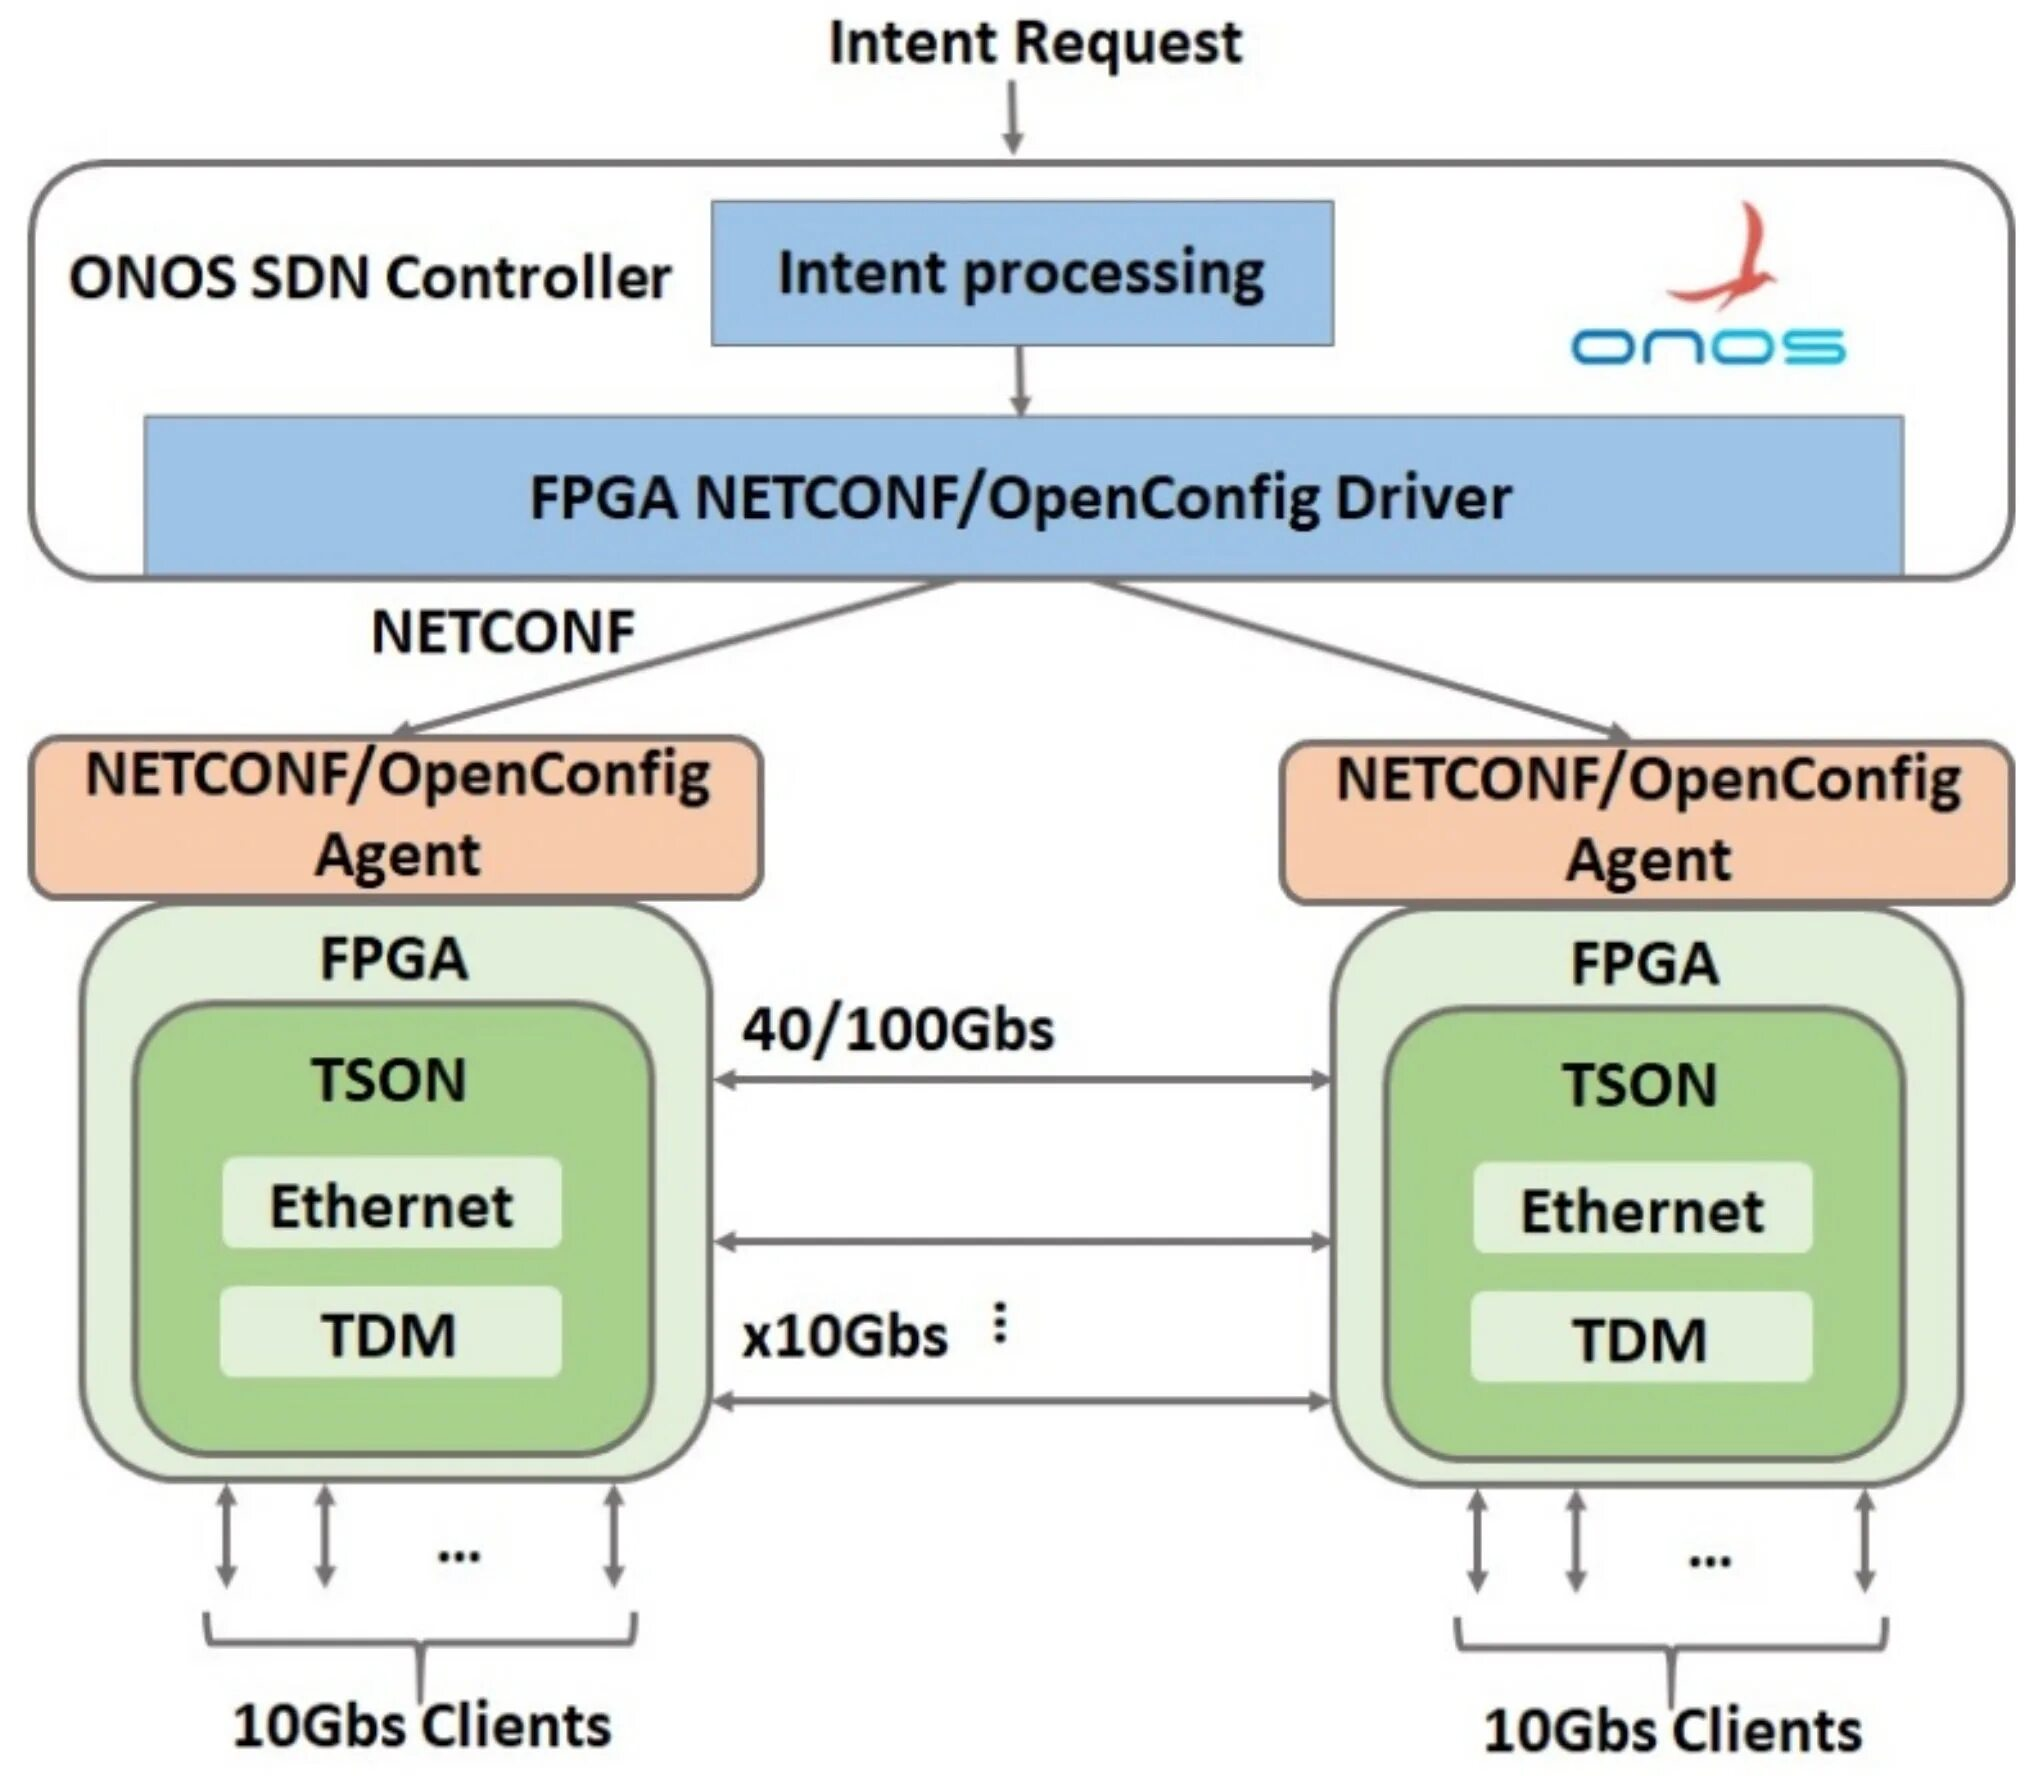 Intent Request
ONOS SDN Controller
Intent processing
onos
FPGA NETCONF/OpenConfig Driver
NETCONF
NETCONF/OpenConfig
Agent
NETCONF/OpenConfig
Agent
FPGA
TSON
Ethernet
TDM
40/100Gbs
x10Gbs ...
FPGA
TSON
Ethernet
TDM
...
10Gbs Clients
...
10Gbs Clients